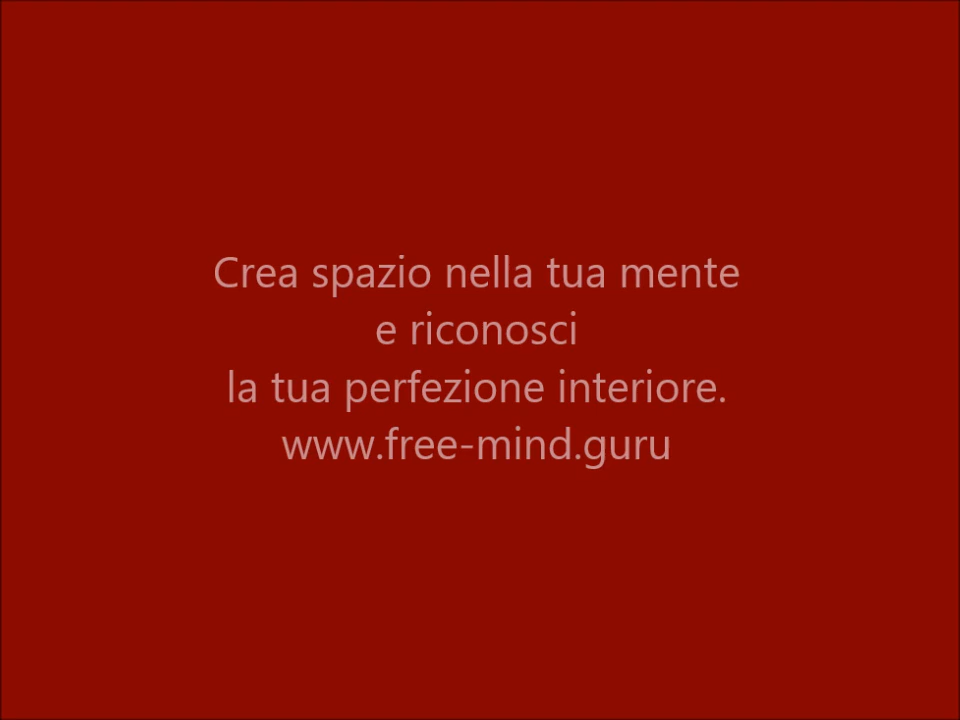 Crea spazio nella tua mente
e riconosci
la tua perfezione interiore.
www.free-mind.guru